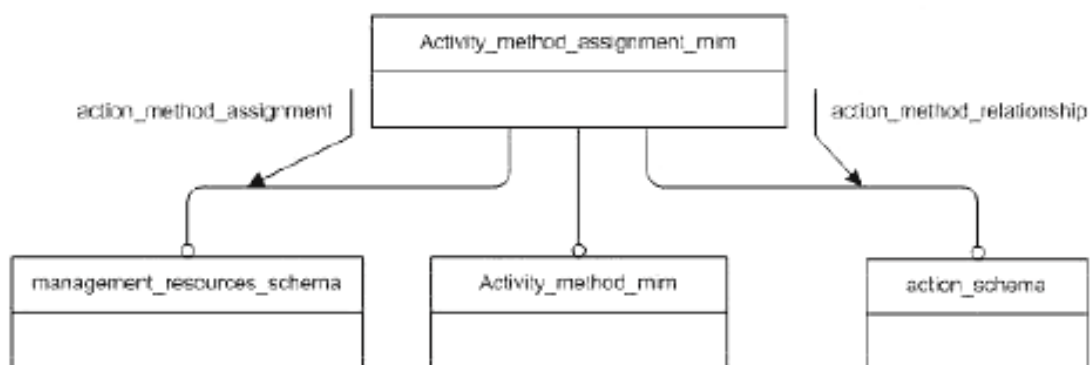 Activity_method_assignment_mim
action_method_assignment
action_method_relationship
management_resources_schema
Activity_method_mim
action_schema